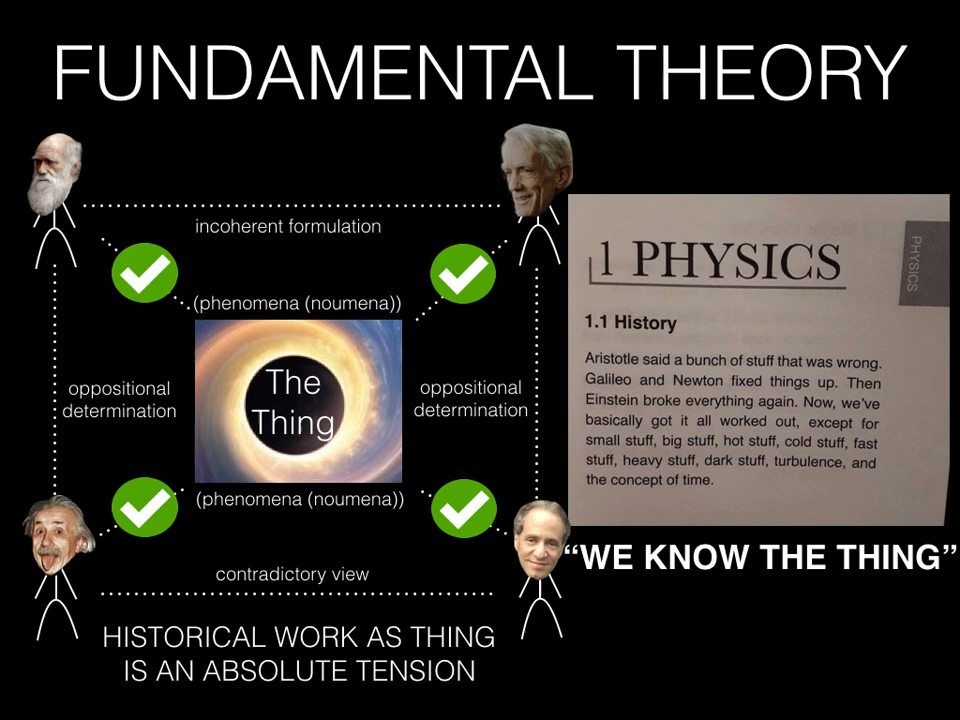 FUNDAMENTAL THEORY
incoherent formulation
(phenomena (noumena))
The
Thing
oppositional
determination
oppositional
determination
(phenomena (noumena))
contradictory view
HISTORICAL WORK AS THING
IS AN ABSOLUTE TENSION
PHYSICS
1 PHYSICS
1.1 History
Aristotle said a bunch of stuff that was wrong.
Galileo and Newton fixed things up. Then
Einstein broke everything again. Now, we've
basically got it all worked out, except for
small stuff, big stuff, hot stuff, cold stuff, fast
stuff, heavy stuff, dark stuff, turbulence, and
the concept of time.
“WE KNOW THE THING”